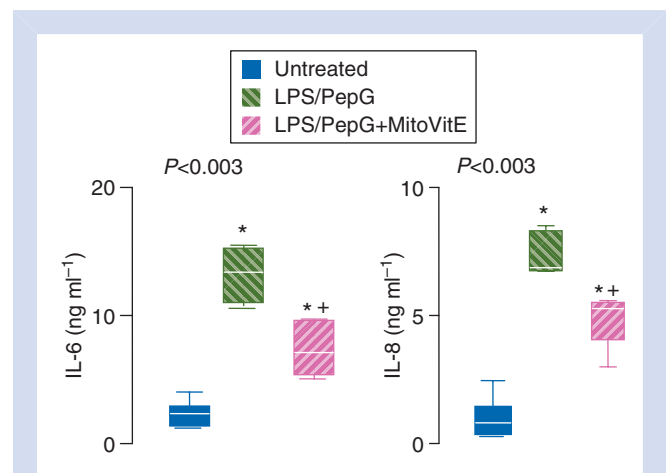 Untreated
LPS/PepG
LPS/PepG+MitoVitE
P<0.003
P<0.003
20
10
0
IL-6 (ng ml⁻¹)
*
* +
10
5
0
IL-8 (ng ml⁻¹)
*
* +